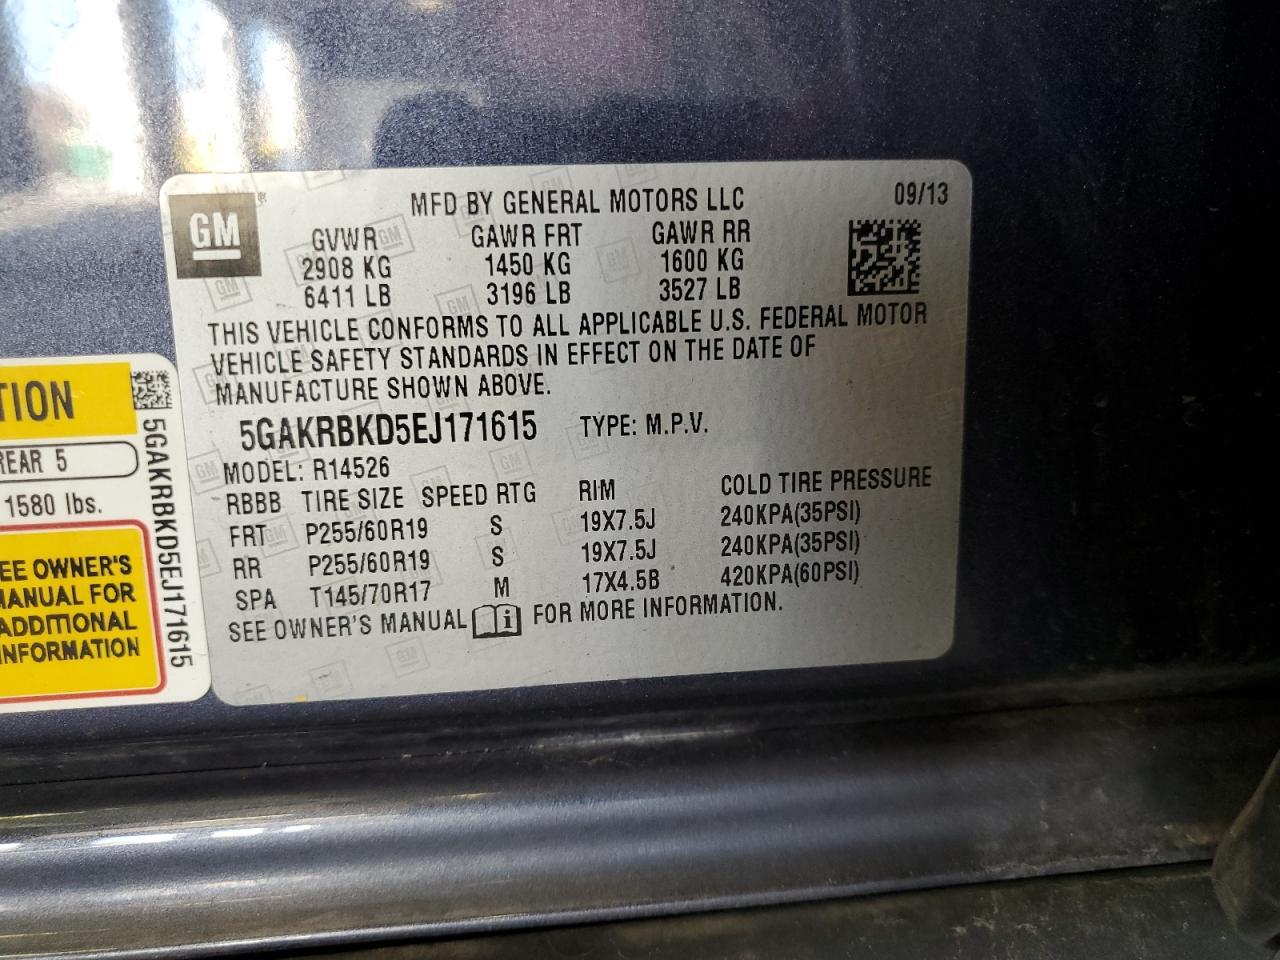 GM
MFD BY GENERAL MOTORS LLC 09/13
GVWR GAWR FRT GAWR RR
2908 KG 1450 KG 1600 KG
6411 LB 3196 LB 3527 LB
THIS VEHICLE CONFORMS TO ALL APPLICABLE U.S. FEDERAL MOTOR
VEHICLE SAFETY STANDARDS IN EFFECT ON THE DATE OF
MANUFACTURE SHOWN ABOVE.
5GAKRBKD5EJ171615 TYPE: M.P.V.
MODEL: R14526
RBBB TIRE SIZE SPEED RTG RIM COLD TIRE PRESSURE
FRT P255/60R19 S 19X7.5J 240KPA(35PSI)
RR P255/60R19 S 19X7.5J 240KPA(35PSI)
SPA T145/70R17 M 17X4.5B 420KPA(60PSI)
SEE OWNER'S MANUAL i FOR MORE INFORMATION.
TION
REAR 5
1580 lbs.
EE OWNER'S
MANUAL FOR
ADDITIONAL
INFORMATION
5GAKRBKD5EJ171615